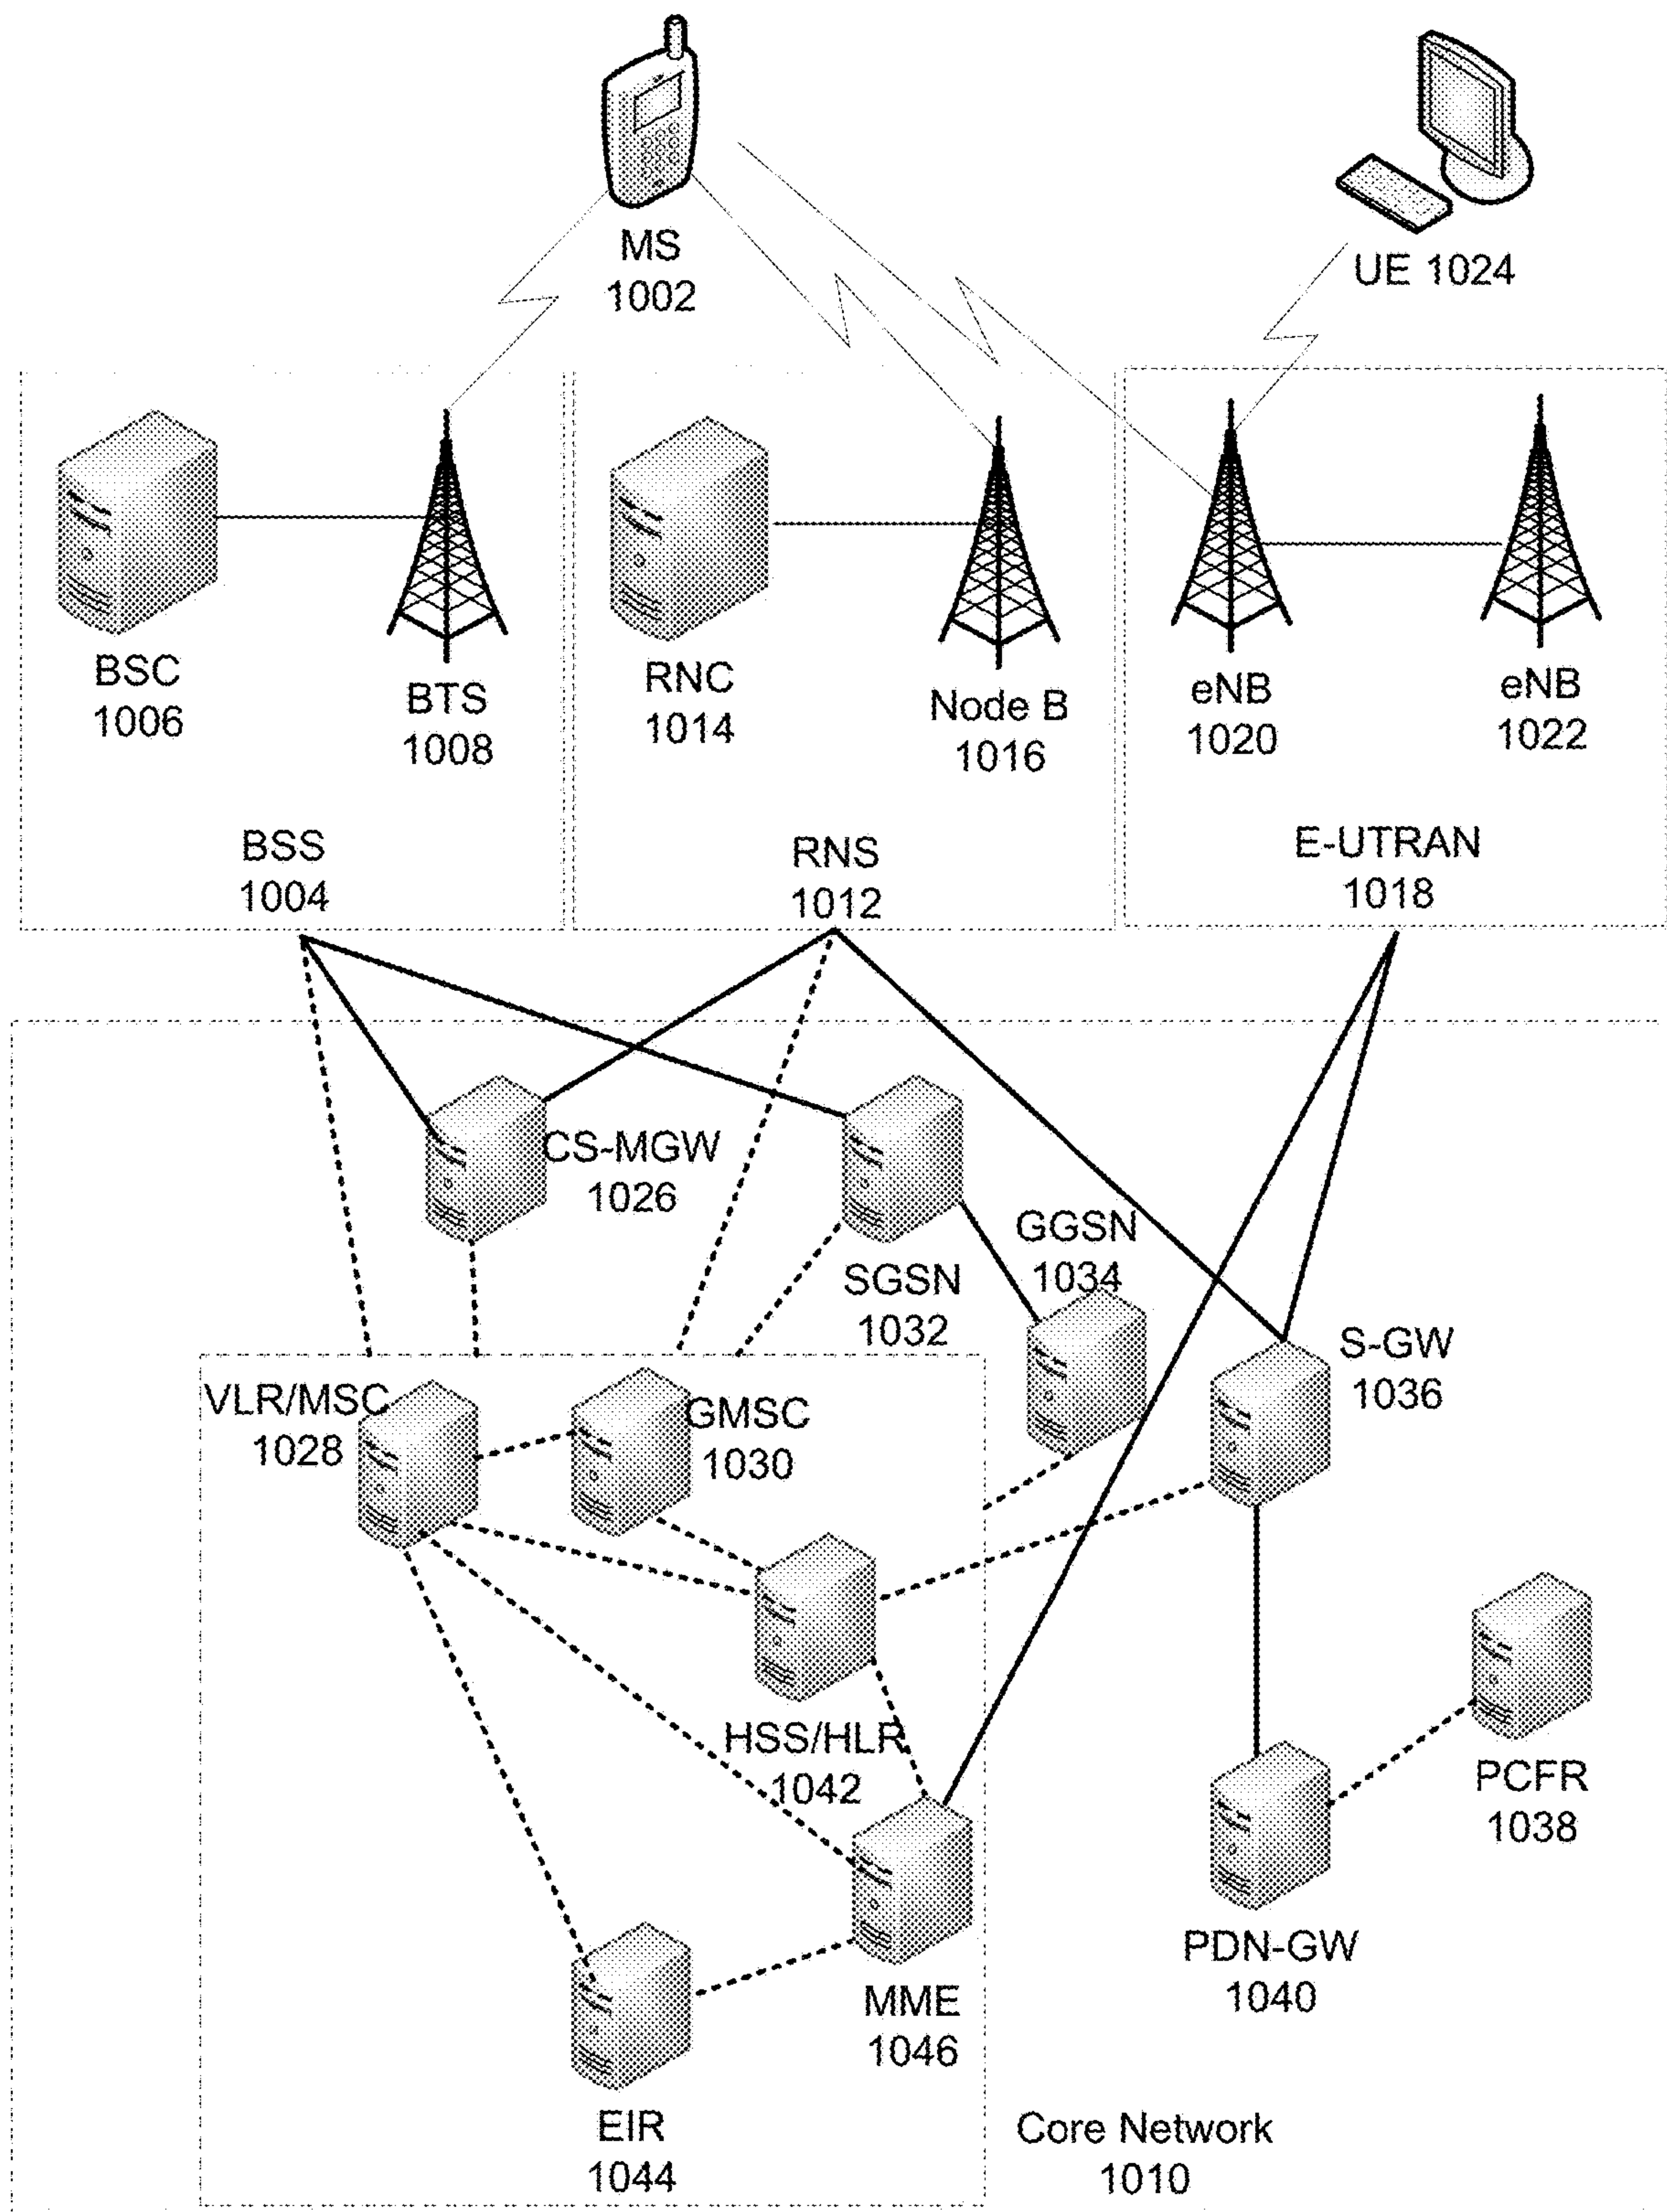 MS
1002
UE 1024
BSC
1006
BTS
1008
RNC
1014
Node B
1016
eNB
1020
eNB
1022
BSS
1004
RNS
1012
E-UTRAN
1018
CS-MGW
1026
SGSN
1032
GGSN
1034
S-GW
1036
VLR/MSC
1028
GMSC
1030
HSS/HLR
1042
PCFR
1038
PDN-GW
1040
MME
1046
EIR
1044
Core Network
1010